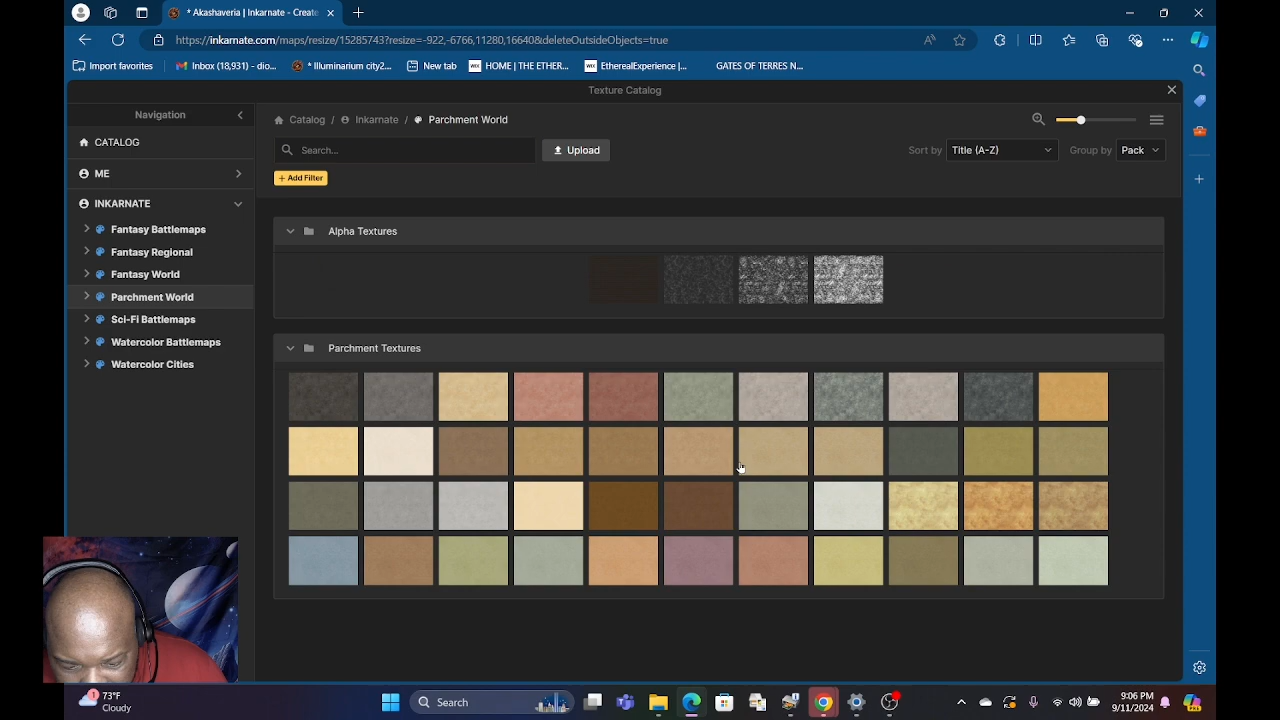 * Akashaveria | Inkarnate - Create
https://inkarnate.com/maps/resize/15285743?resize=-922,-6766,11280,16640&deleteOutsideObjects=true
Import favorites
Inbox (18,931) - dio...
* Illuminarium city2...
New tab
WIX HOME | THE ETHER...
WIX EtherealExperience |...
GATES OF TERRES N...
Texture Catalog
Navigation
CATALOG
ME
INKARNATE
Fantasy Battlemaps
Fantasy Regional
Fantasy World
Parchment World
Sci-Fi Battlemaps
Watercolor Battlemaps
Watercolor Cities
Catalog / Inkarnate / Parchment World
Search...
Upload
Sort by Title (A-Z)
Group by Pack
+ Add Filter
Alpha Textures
Parchment Textures
1
73°F
Cloudy
Search
9:06 PM
9/11/2024
PRE